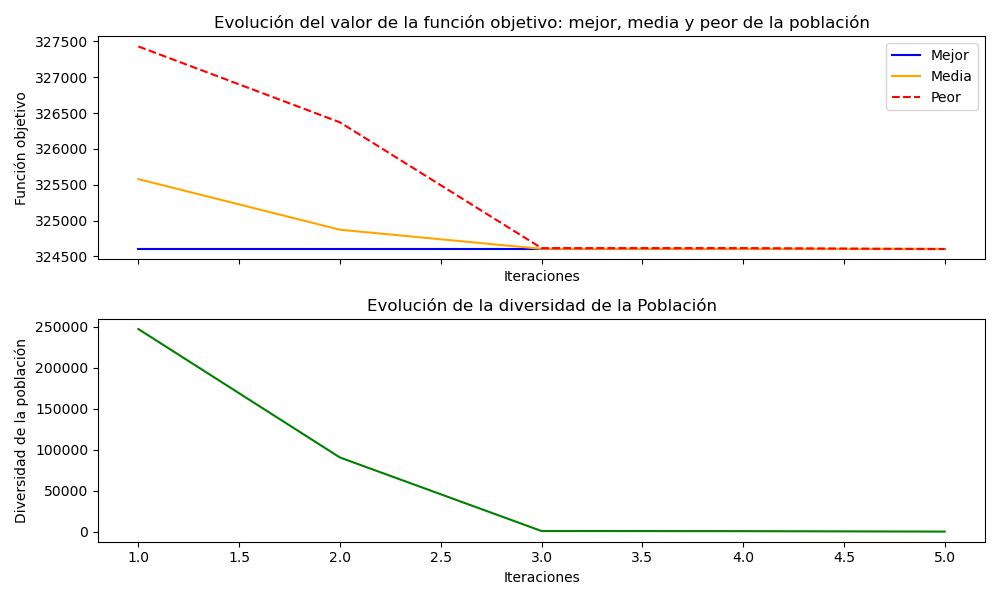 Evolución del valor de la función objetivo: mejor, media y peor de la población
327500
327000
326500
326000
325500
325000
324500
Función objetivo
Mejor
Media
Peor
Iteraciones
Evolución de la diversidad de la Población
250000
200000
150000
100000
50000
0
Diversidad de la población
1.0 1.5 2.0 2.5 3.0 3.5 4.0 4.5 5.0
Iteraciones